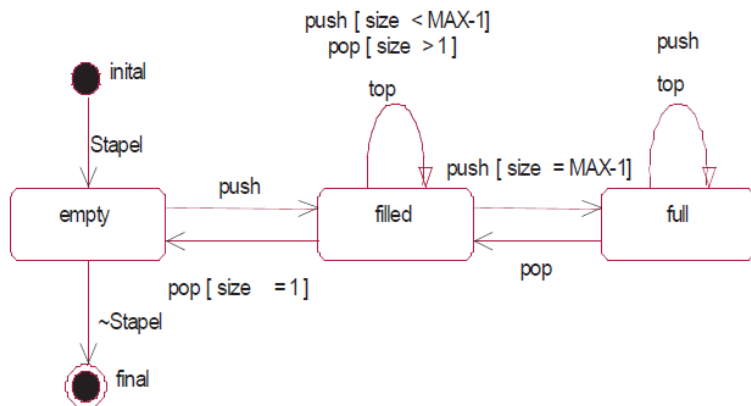 push [ size < MAX-1]
pop [ size > 1 ]
push
inital
top
top
Stapel
push
push [ size = MAX-1]
empty
filled
full
pop [ size = 1 ]
pop
~Stapel
final